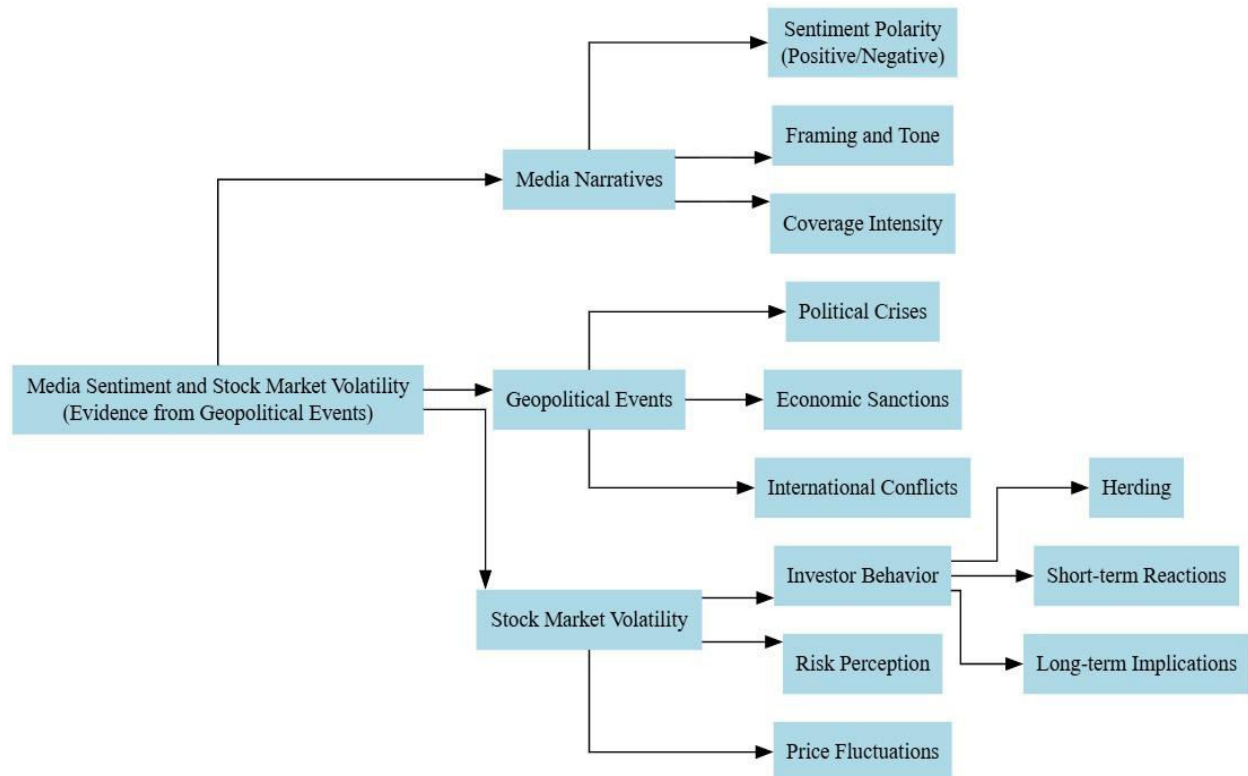 Sentiment Polarity
(Positive/Negative)
Framing and Tone
Media Narratives
Coverage Intensity
Political Crises
Media Sentiment and Stock Market Volatility
(Evidence from Geopolitical Events)
Geopolitical Events
Economic Sanctions
International Conflicts
Herding
Investor Behavior
Short-term Reactions
Stock Market Volatility
Risk Perception
Long-term Implications
Price Fluctuations